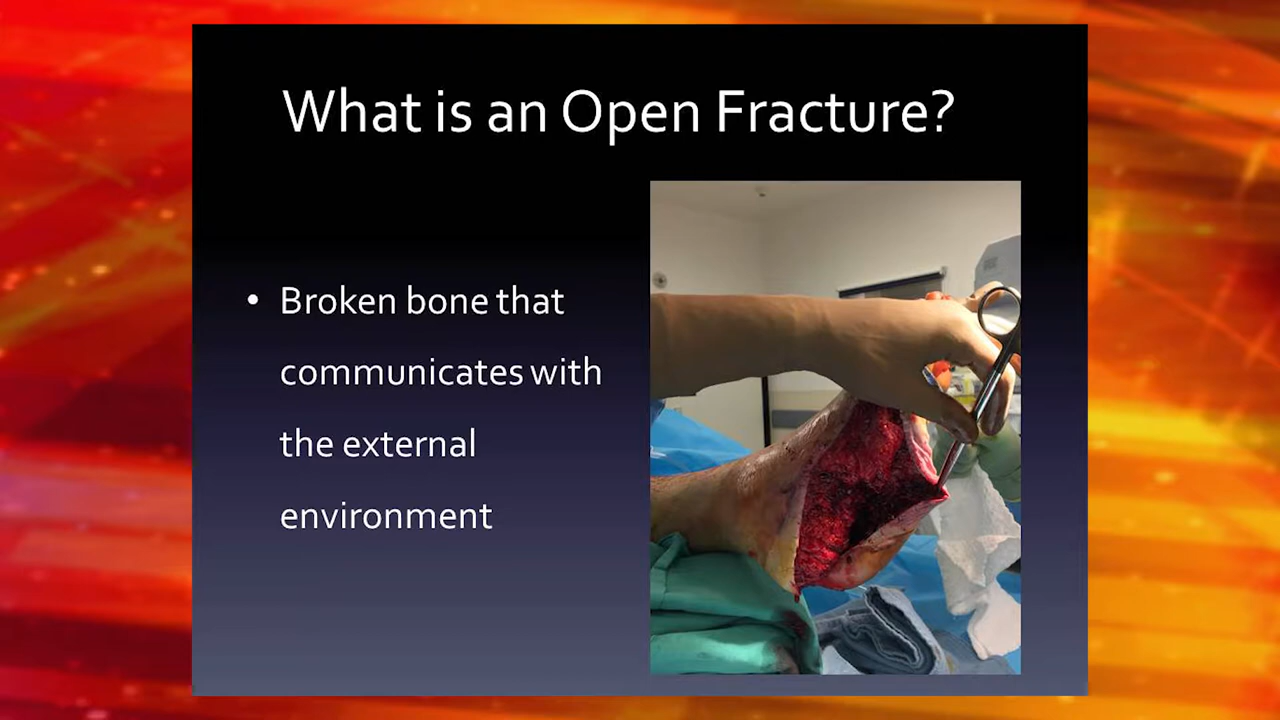 What is an Open Fracture?
• Broken bone that
communicates with
the external
environment